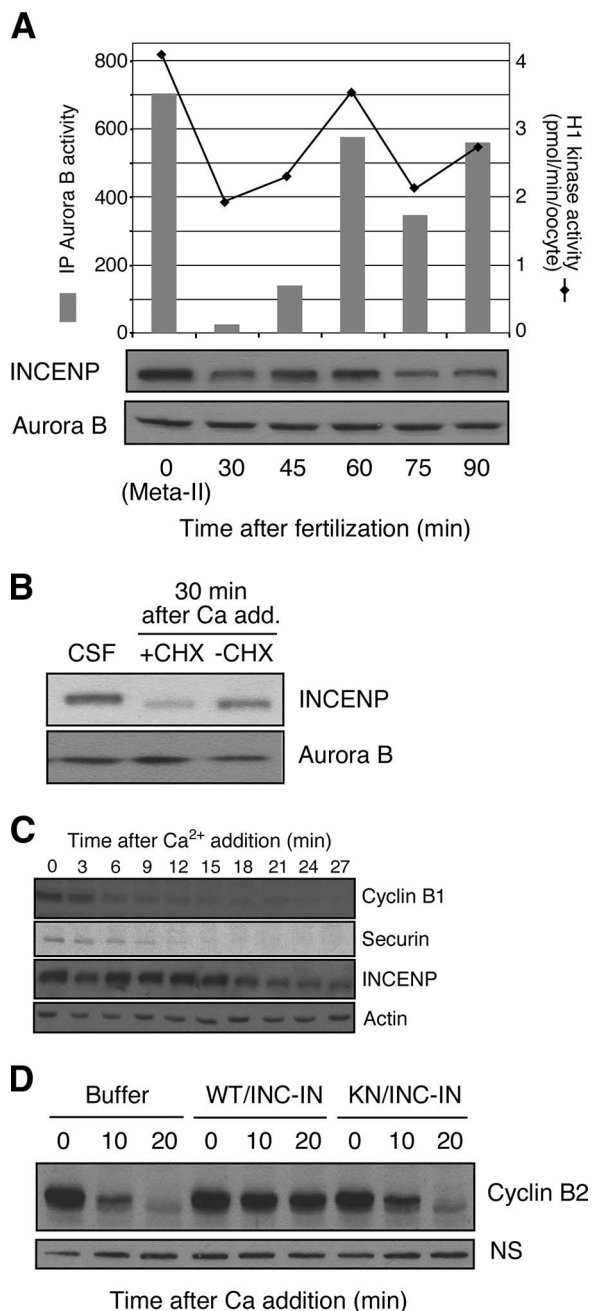 A
800
600
400
200
0
IP Aurora B activity
4
3
2
1
0
H1 kinase activity
(pmol/min/oocyte)
INCENP
Aurora B
0 30 45 60 75 90
(Meta-II)
Time after fertilization (min)
B
30 min
after Ca add.
CSF +CHX -CHX
INCENP
Aurora B
C
Time after Ca²⁺ addition (min)
0 3 6 9 12 15 18 21 24 27
Cyclin B1
Securin
INCENP
Actin
D
Buffer WT/INC-IN KN/INC-IN
0 10 20 0 10 20 0 10 20
Cyclin B2
NS
Time after Ca addition (min)